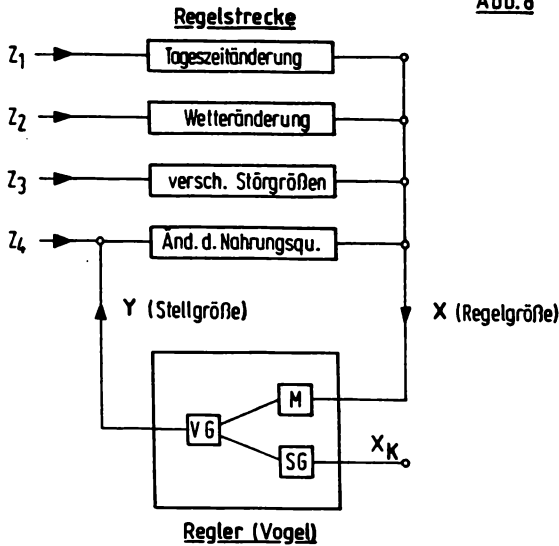 Abb. 8
Regelstrecke
Z1 Tageszeitänderung
Z2 Wetteränderung
Z3 versch. Störgrößen
Z4 Änd. d. Nahrungsqu.
Y (Stellgröße)
X (Regelgröße)
M
VG
SG
XK
Regler (Vogel)